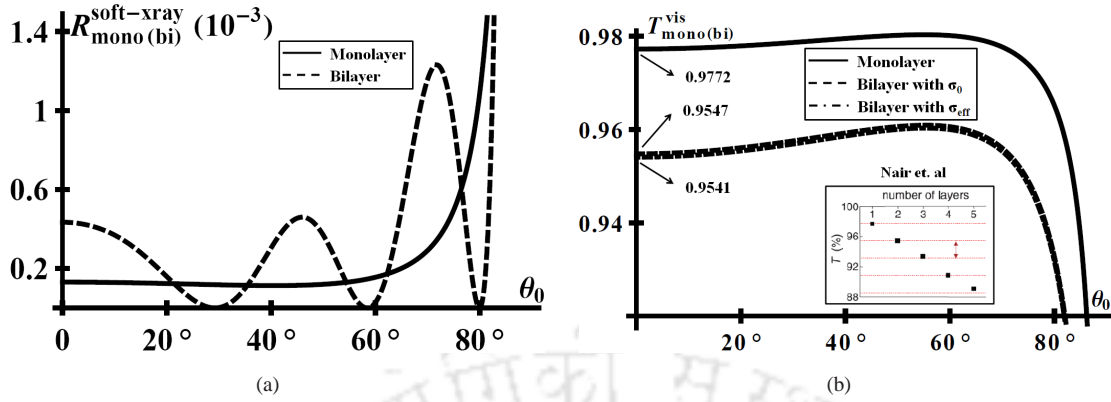 R^soft−xray_mono(bi) (10^-3)
1.4
1
0.6
0.2
Monolayer
Bilayer
θ₀
0 20° 40° 60° 80°
(a)
T^vis_mono(bi)
0.98
0.96
0.94
0.9772
0.9547
0.9541
Monolayer
Bilayer with σ₀
Bilayer with σ_eff
Nair et. al
number of layers
1 2 3 4 5
100
96
92
88
T (%)
θ₀
20° 40° 60° 80°
(b)